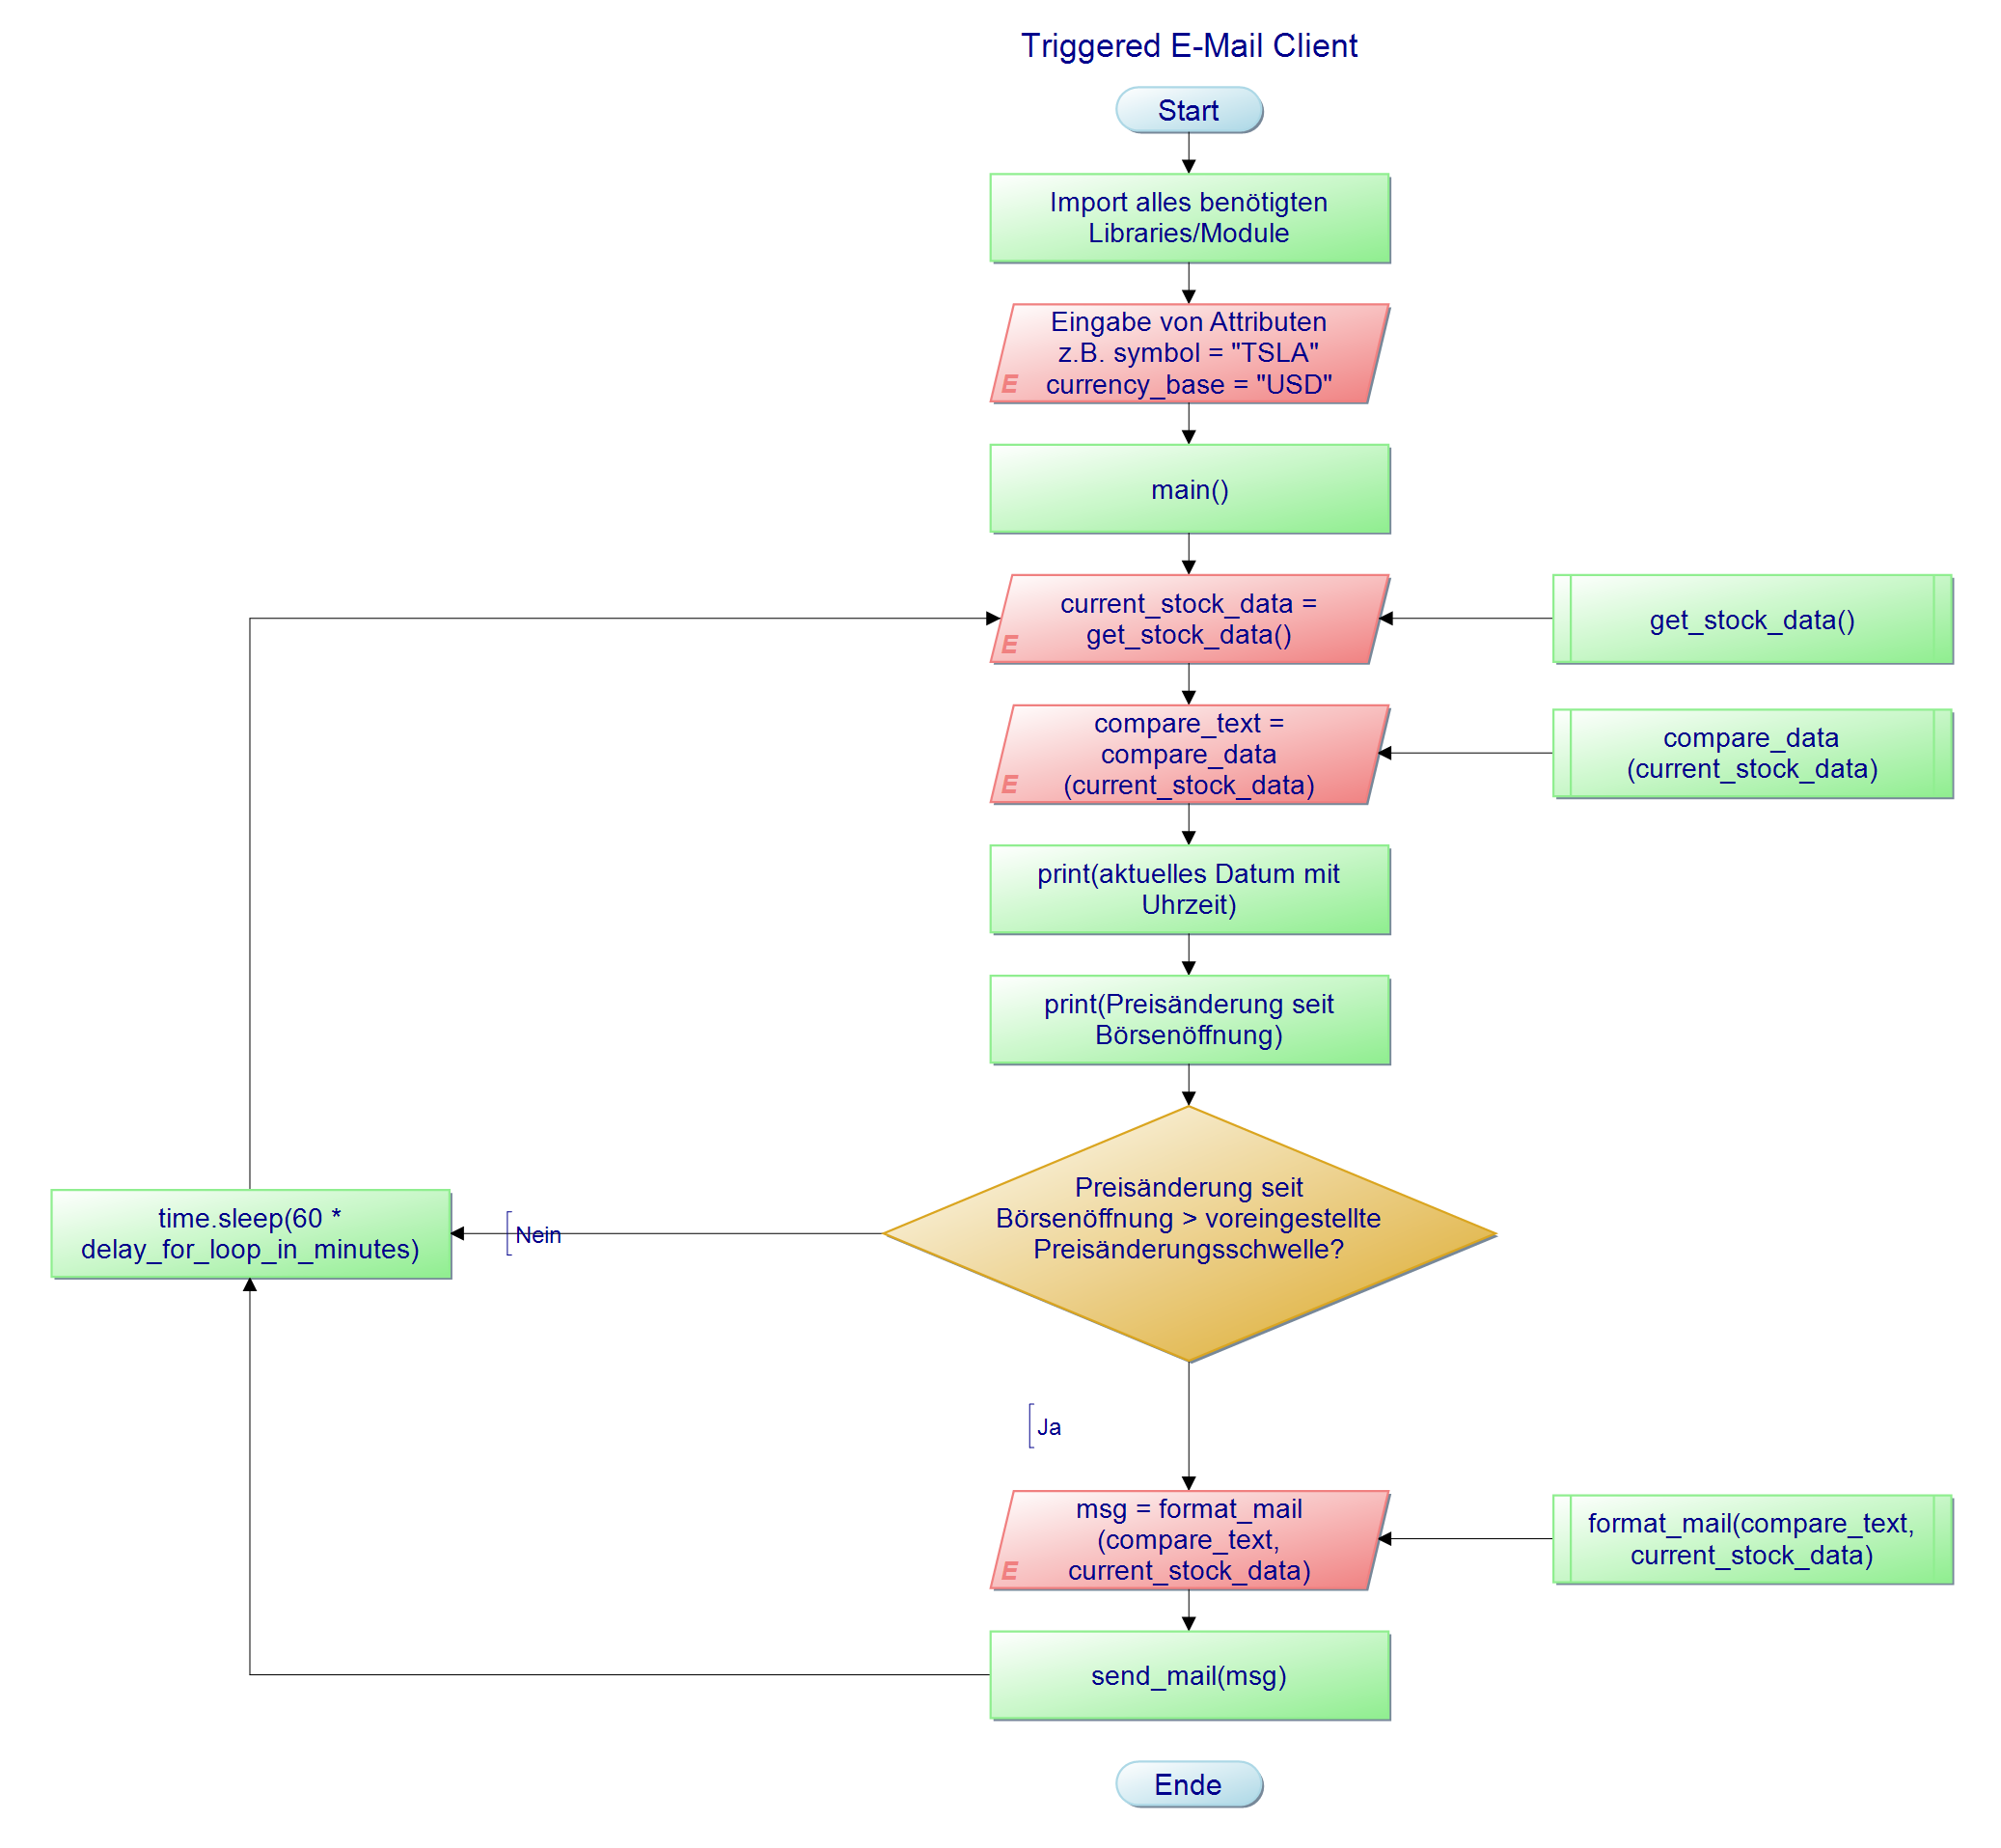 Triggered E-Mail Client
Start
Import alles benötigten
Libraries/Module
Eingabe von Attributen
z.B. symbol = "TSLA"
currency_base = "USD"
E
main()
current_stock_data =
get_stock_data()
E
get_stock_data()
compare_text =
compare_data
(current_stock_data)
E
compare_data
(current_stock_data)
print(aktuelles Datum mit
Uhrzeit)
print(Preisänderung seit
Börsenöffnung)
Preisänderung seit
Börsenöffnung > voreingestellte
Preisänderungsschwelle?
Nein
time.sleep(60 *
delay_for_loop_in_minutes)
Ja
msg = format_mail
(compare_text,
current_stock_data)
E
format_mail(compare_text,
current_stock_data)
send_mail(msg)
Ende